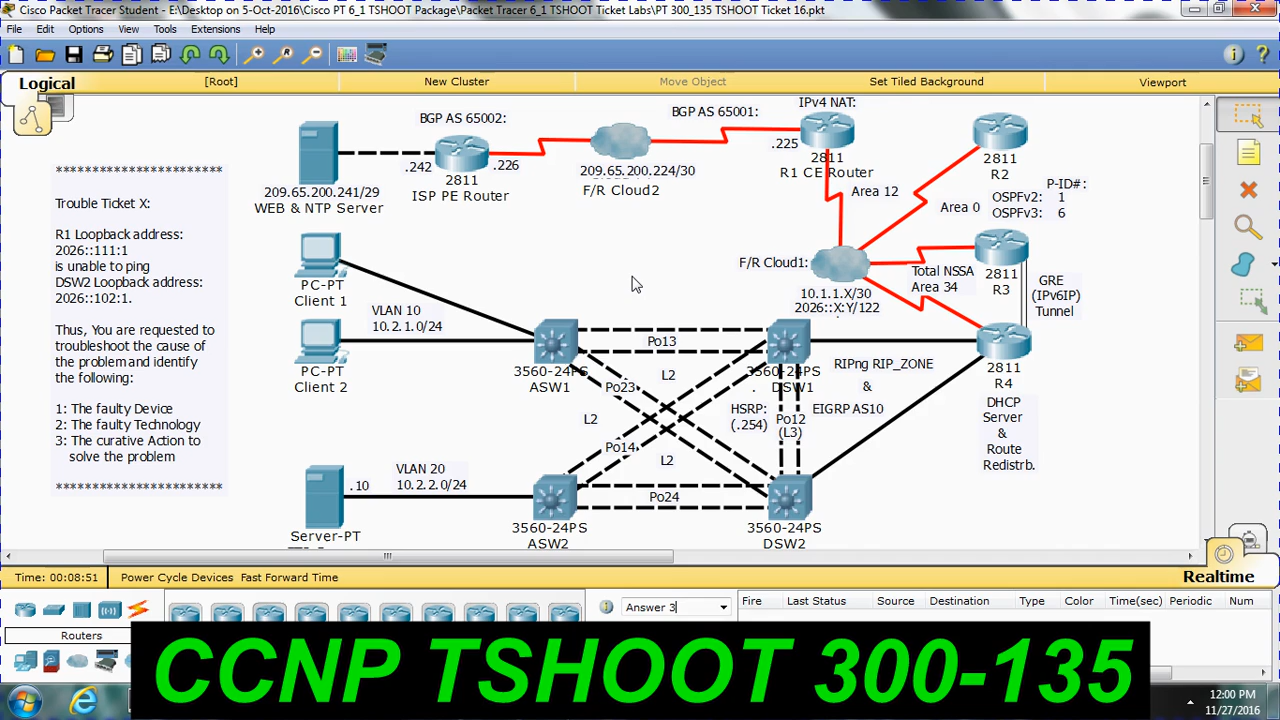 Cisco Packet Tracer Student - E:\Desktop on 5-Oct-2016\Cisco PT 6_1 TSHOOT Package\Packet Tracer 6_1 TSHOOT Ticket Labs\PT 300_135 TSHOOT Ticket 16.pkt
File Edit Options View Tools Extensions Help
Logical [Root] New Cluster Move Object Set Tiled Background Viewport
***********************
Trouble Ticket X:
R1 Loopback address:
2026::111:1
is unable to ping
DSW2 Loopback address:
2026::102:1.
Thus, You are requested to
troubleshoot the cause of
the problem and identify
the following:
1: The faulty Device
2: The faulty Technology
3: The curative Action to
solve the problem
***********************
BGP AS 65002:
BGP AS 65001:
IPv4 NAT:
.242
.226
.225
209.65.200.241/29
WEB & NTP Server
2811
ISP PE Router
209.65.200.224/30
F/R Cloud2
2811
R1 CE Router
2811
R2
Area 12
Area 0
P-ID#:
OSPFv2: 1
OSPFv3: 6
F/R Cloud1:
10.1.1.X/30
2026::X:Y/122
Total NSSA
Area 34
2811
R3
GRE
(IPv6IP)
Tunnel
PC-PT
Client 1
VLAN 10
10.2.1.0/24
PC-PT
Client 2
3560-24PS
ASW1
Po13
L2
Po23
3560-24PS
DSW1
RIPng RIP_ZONE
&
EIGRP AS10
2811
R4
DHCP
Server
&
Route
Redistrb.
L2
HSRP:
(.254)
Po12
(L3)
Po14
L2
VLAN 20
10.2.2.0/24
.10
Po24
Server-PT
3560-24PS
ASW2
3560-24PS
DSW2
Time: 00:08:51 Power Cycle Devices Fast Forward Time
Realtime
Routers
Answer 3
Fire Last Status Source Destination Type Color Time(sec) Periodic Num
CCNP TSHOOT 300-135
12:00 PM
11/27/2016